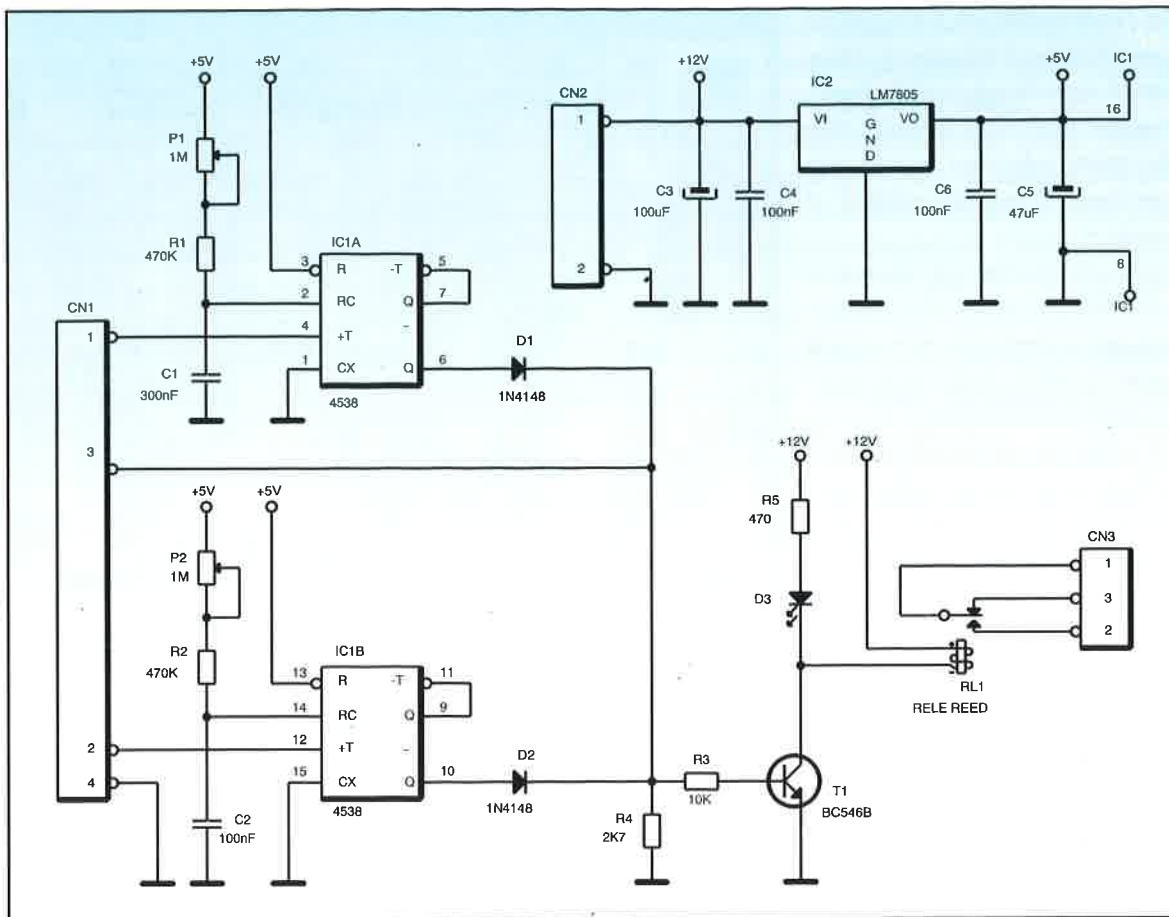 +5V
+5V
P1
1M
R1
470K
C1
300nF
IC1A
3
R
-T
5
2
RC
Q
7
4
+T
–
1
CX
Q
6
4538
D1
1N4148
CN1
1
3
2
4
CN2
1
2
+12V
C3
100uF
C4
100nF
IC2
LM7805
VI
GND
VO
C6
100nF
+5V
C5
47uF
IC1
16
8
IC1
+5V
+5V
P2
1M
R2
470K
C2
100nF
IC1B
13
R
-T
11
14
RC
Q
9
12
+T
–
15
CX
Q
10
4538
D2
1N4148
R4
2K7
R3
10K
T1
BC546B
+12V
+12V
R5
470
D3
RL1
RELE REED
CN3
1
3
2